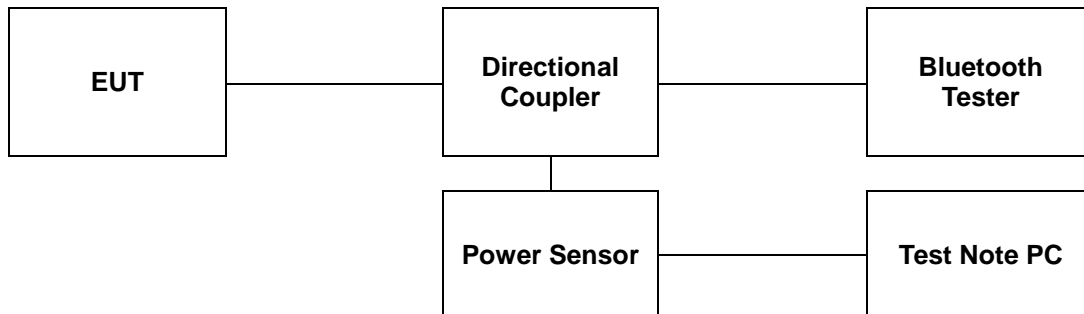 EUT
Directional
Coupler
Bluetooth
Tester
Power Sensor
Test Note PC